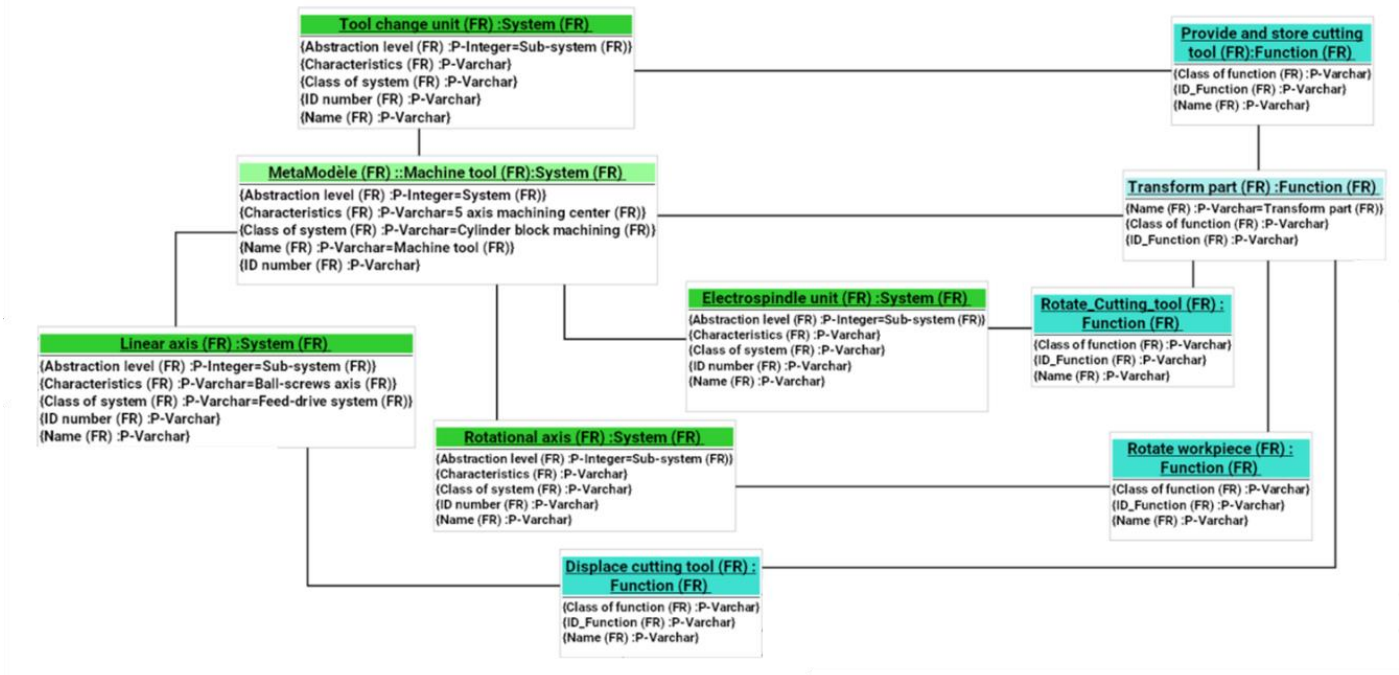 Tool change unit (FR) :System (FR)
{Abstraction level (FR) :P-Integer=Sub-system (FR)}
{Characteristics (FR) :P-Varchar}
{Class of system (FR) :P-Varchar}
{ID number (FR) :P-Varchar}
{Name (FR) :P-Varchar}
Provide and store cutting
tool (FR):Function (FR)
{Class of function (FR) :P-Varchar}
{ID_Function (FR) :P-Varchar}
{Name (FR) :P-Varchar}
MetaModèle (FR) ::Machine tool (FR):System (FR)
{Abstraction level (FR) :P-Integer=System (FR)}
{Characteristics (FR) :P-Varchar=5 axis machining center (FR)}
{Class of system (FR) :P-Varchar=Cylinder block machining (FR)}
{Name (FR) :P-Varchar=Machine tool (FR)}
{ID number (FR) :P-Varchar}
Transform part (FR) :Function (FR)
{Name (FR) :P-Varchar=Transform part (FR)}
{Class of function (FR) :P-Varchar}
{ID_Function (FR) :P-Varchar}
Electrospindle unit (FR) :System (FR)
{Abstraction level (FR) :P-Integer=Sub-system (FR)}
{Characteristics (FR) :P-Varchar}
{Class of system (FR) :P-Varchar}
{ID number (FR) :P-Varchar}
{Name (FR) :P-Varchar}
Rotate_Cutting_tool (FR) :
Function (FR)
{Class of function (FR) :P-Varchar}
{ID_Function (FR) :P-Varchar}
{Name (FR) :P-Varchar}
Linear axis (FR) :System (FR)
{Abstraction level (FR) :P-Integer=Sub-system (FR)}
{Characteristics (FR) :P-Varchar=Ball-screws axis (FR)}
{Class of system (FR) :P-Varchar=Feed-drive system (FR)}
{ID number (FR) :P-Varchar}
{Name (FR) :P-Varchar}
Rotational axis (FR) :System (FR)
{Abstraction level (FR) :P-Integer=Sub-system (FR)}
{Characteristics (FR) :P-Varchar}
{Class of system (FR) :P-Varchar}
{ID number (FR) :P-Varchar}
{Name (FR) :P-Varchar}
Rotate workpiece (FR) :
Function (FR)
{Class of function (FR) :P-Varchar}
{ID_Function (FR) :P-Varchar}
{Name (FR) :P-Varchar}
Displace cutting tool (FR) :
Function (FR)
{Class of function (FR) :P-Varchar}
{ID_Function (FR) :P-Varchar}
{Name (FR) :P-Varchar}